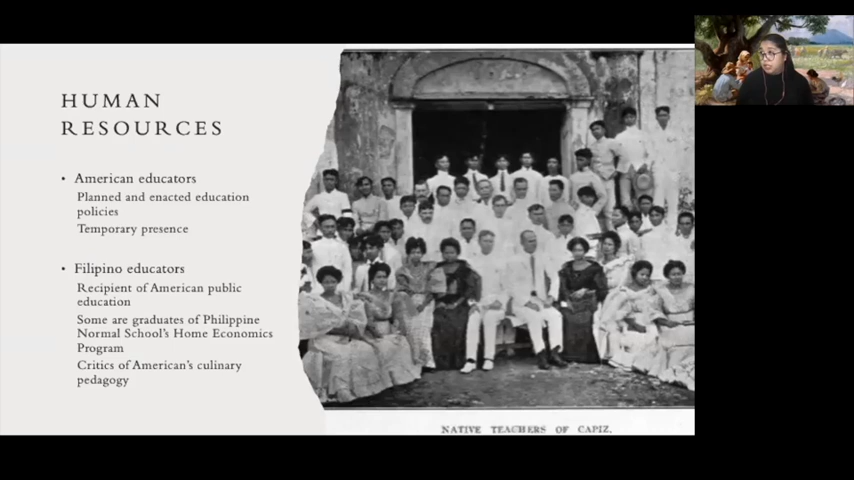 HUMAN
RESOURCES
• American educators
Planned and enacted education
policies
Temporary presence
• Filipino educators
Recipient of American public
education
Some are graduates of Philippine
Normal School's Home Economics
Program
Critics of American's culinary
pedagogy
NATIVE TEACHERS OF CAPIZ.